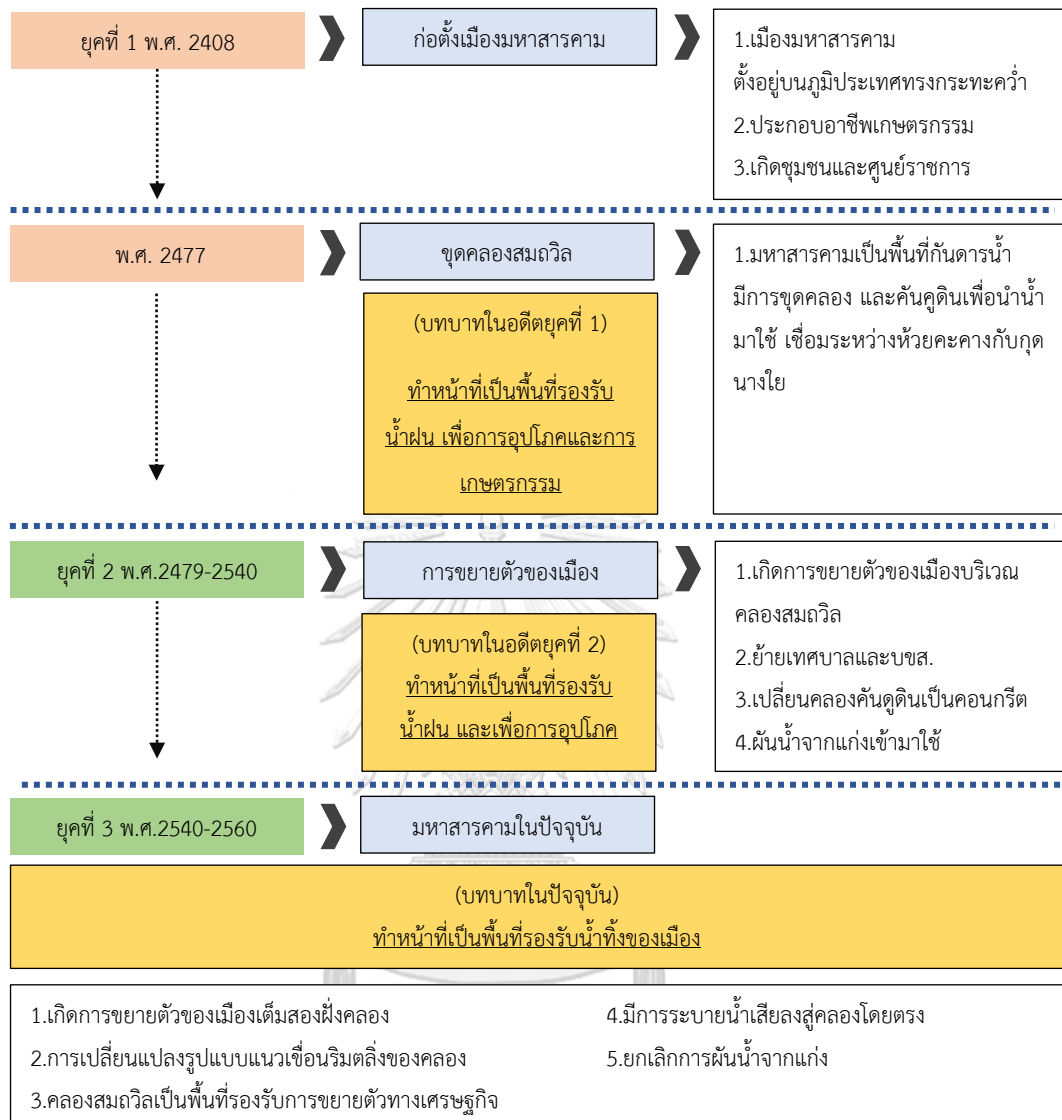 ยุคที่ 1 พ.ศ. 2408
ก่อตั้งเมืองมหาสารคาม
1.เมืองมหาสารคาม
ตั้งอยู่บนภูมิประเทศทรงกระทะคว่ำ
2.ประกอบอาชีพเกษตรกรรม
3.เกิดชุมชนและศูนย์ราชการ
พ.ศ. 2477
ขุดคลองสมถวิล
(บทบาทในอดีตยุคที่ 1)
ทำหน้าที่เป็นพื้นที่รองรับ
น้ำฝน เพื่อการอุปโภคและการ
เกษตรกรรม
1.มหาสารคามเป็นพื้นที่กันดารน้ำ
มีการขุดคลอง และคันคูดินเพื่อนำน้ำ
มาใช้ เชื่อมระหว่างห้วยคะคางกับกุด
นางใย
ยุคที่ 2 พ.ศ.2479-2540
การขยายตัวของเมือง
(บทบาทในอดีตยุคที่ 2)
ทำหน้าที่เป็นพื้นที่รองรับ
น้ำฝน และเพื่อการอุปโภค
1.เกิดการขยายตัวของเมืองบริเวณ
คลองสมถวิล
2.ย้ายเทศบาลและบขส.
3.เปลี่ยนคลองคันดูดินเป็นคอนกรีต
4.ผันน้ำจากแก่งเข้ามาใช้
ยุคที่ 3 พ.ศ.2540-2560
มหาสารคามในปัจจุบัน
(บทบาทในปัจจุบัน)
ทำหน้าที่เป็นพื้นที่รองรับน้ำทิ้งของเมือง
1.เกิดการขยายตัวของเมืองเต็มสองฝั่งคลอง
2.การเปลี่ยนแปลงรูปแบบแนวเขื่อนริมตลิ่งของคลอง
3.คลองสมถวิลเป็นพื้นที่รองรับการขยายตัวทางเศรษฐกิจ
4.มีการระบายน้ำเสียลงสู่คลองโดยตรง
5.ยกเลิกการผันน้ำจากแก่ง